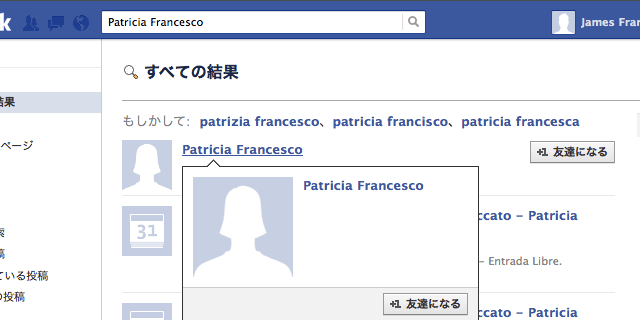 k Patricia Francesco James Fran
すべての結果
結果
もしかして: patrizia francesco、patricia francisco、patricia francesca
ページ
Patricia Francesco
+1 友達になる
Patricia Francesco
31
ccato – Patricia
索
稿
– Entrada Libre.
ている投稿
の投稿
+1 友達になる
ccato – Patricia